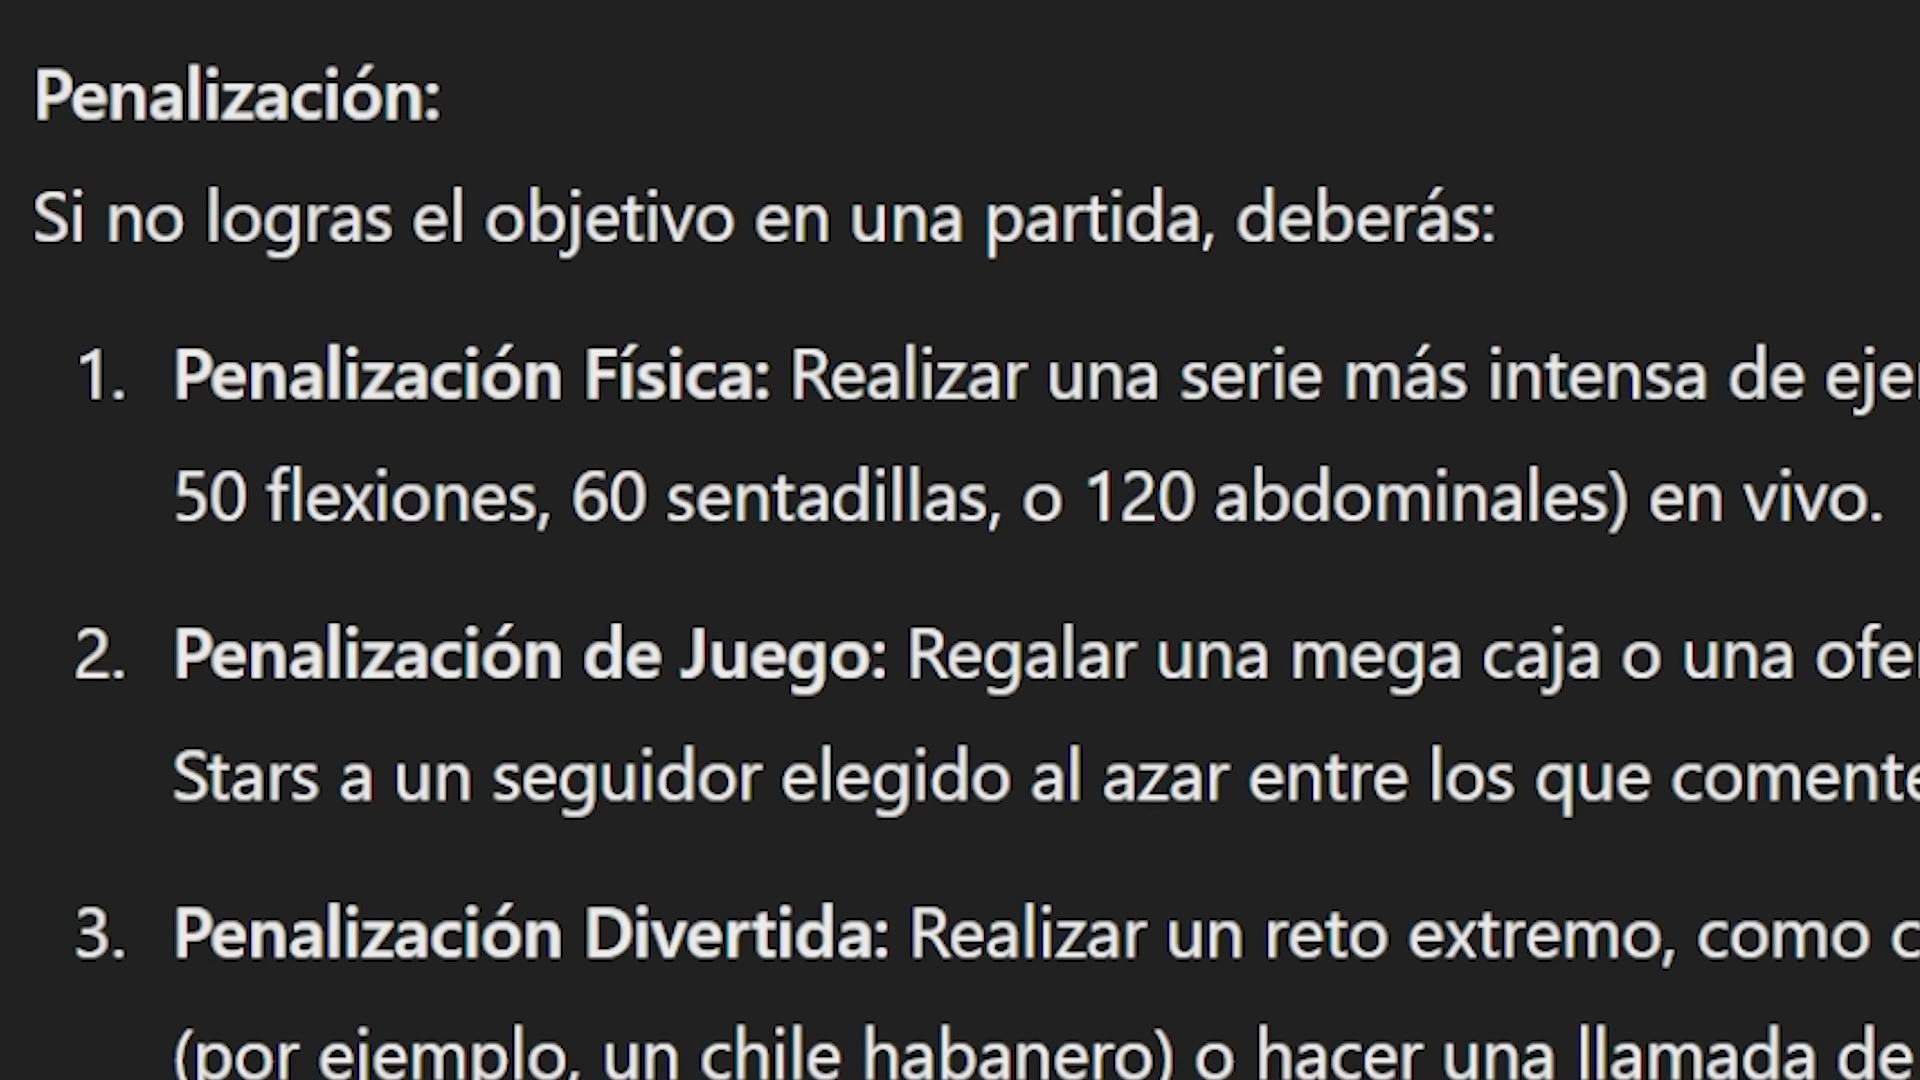 Penalización:
Si no logras el objetivo en una partida, deberás:
1. Penalización Física: Realizar una serie más intensa de
50 flexiones, 60 sentadillas, o 120 abdominales) en vivo.
2. Penalización de Juego: Regalar una mega caja o una
Stars a un seguidor elegido al azar entre los que
3. Penalización Divertida: Realizar un reto extremo, como
(por ejemplo, un chile habanero) o hacer una llamada de